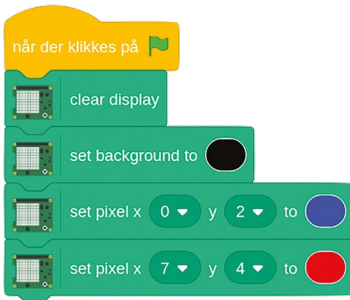 når der klikkes på
clear display
set background to
set pixel x 0 y 2 to
set pixel x 7 y 4 to